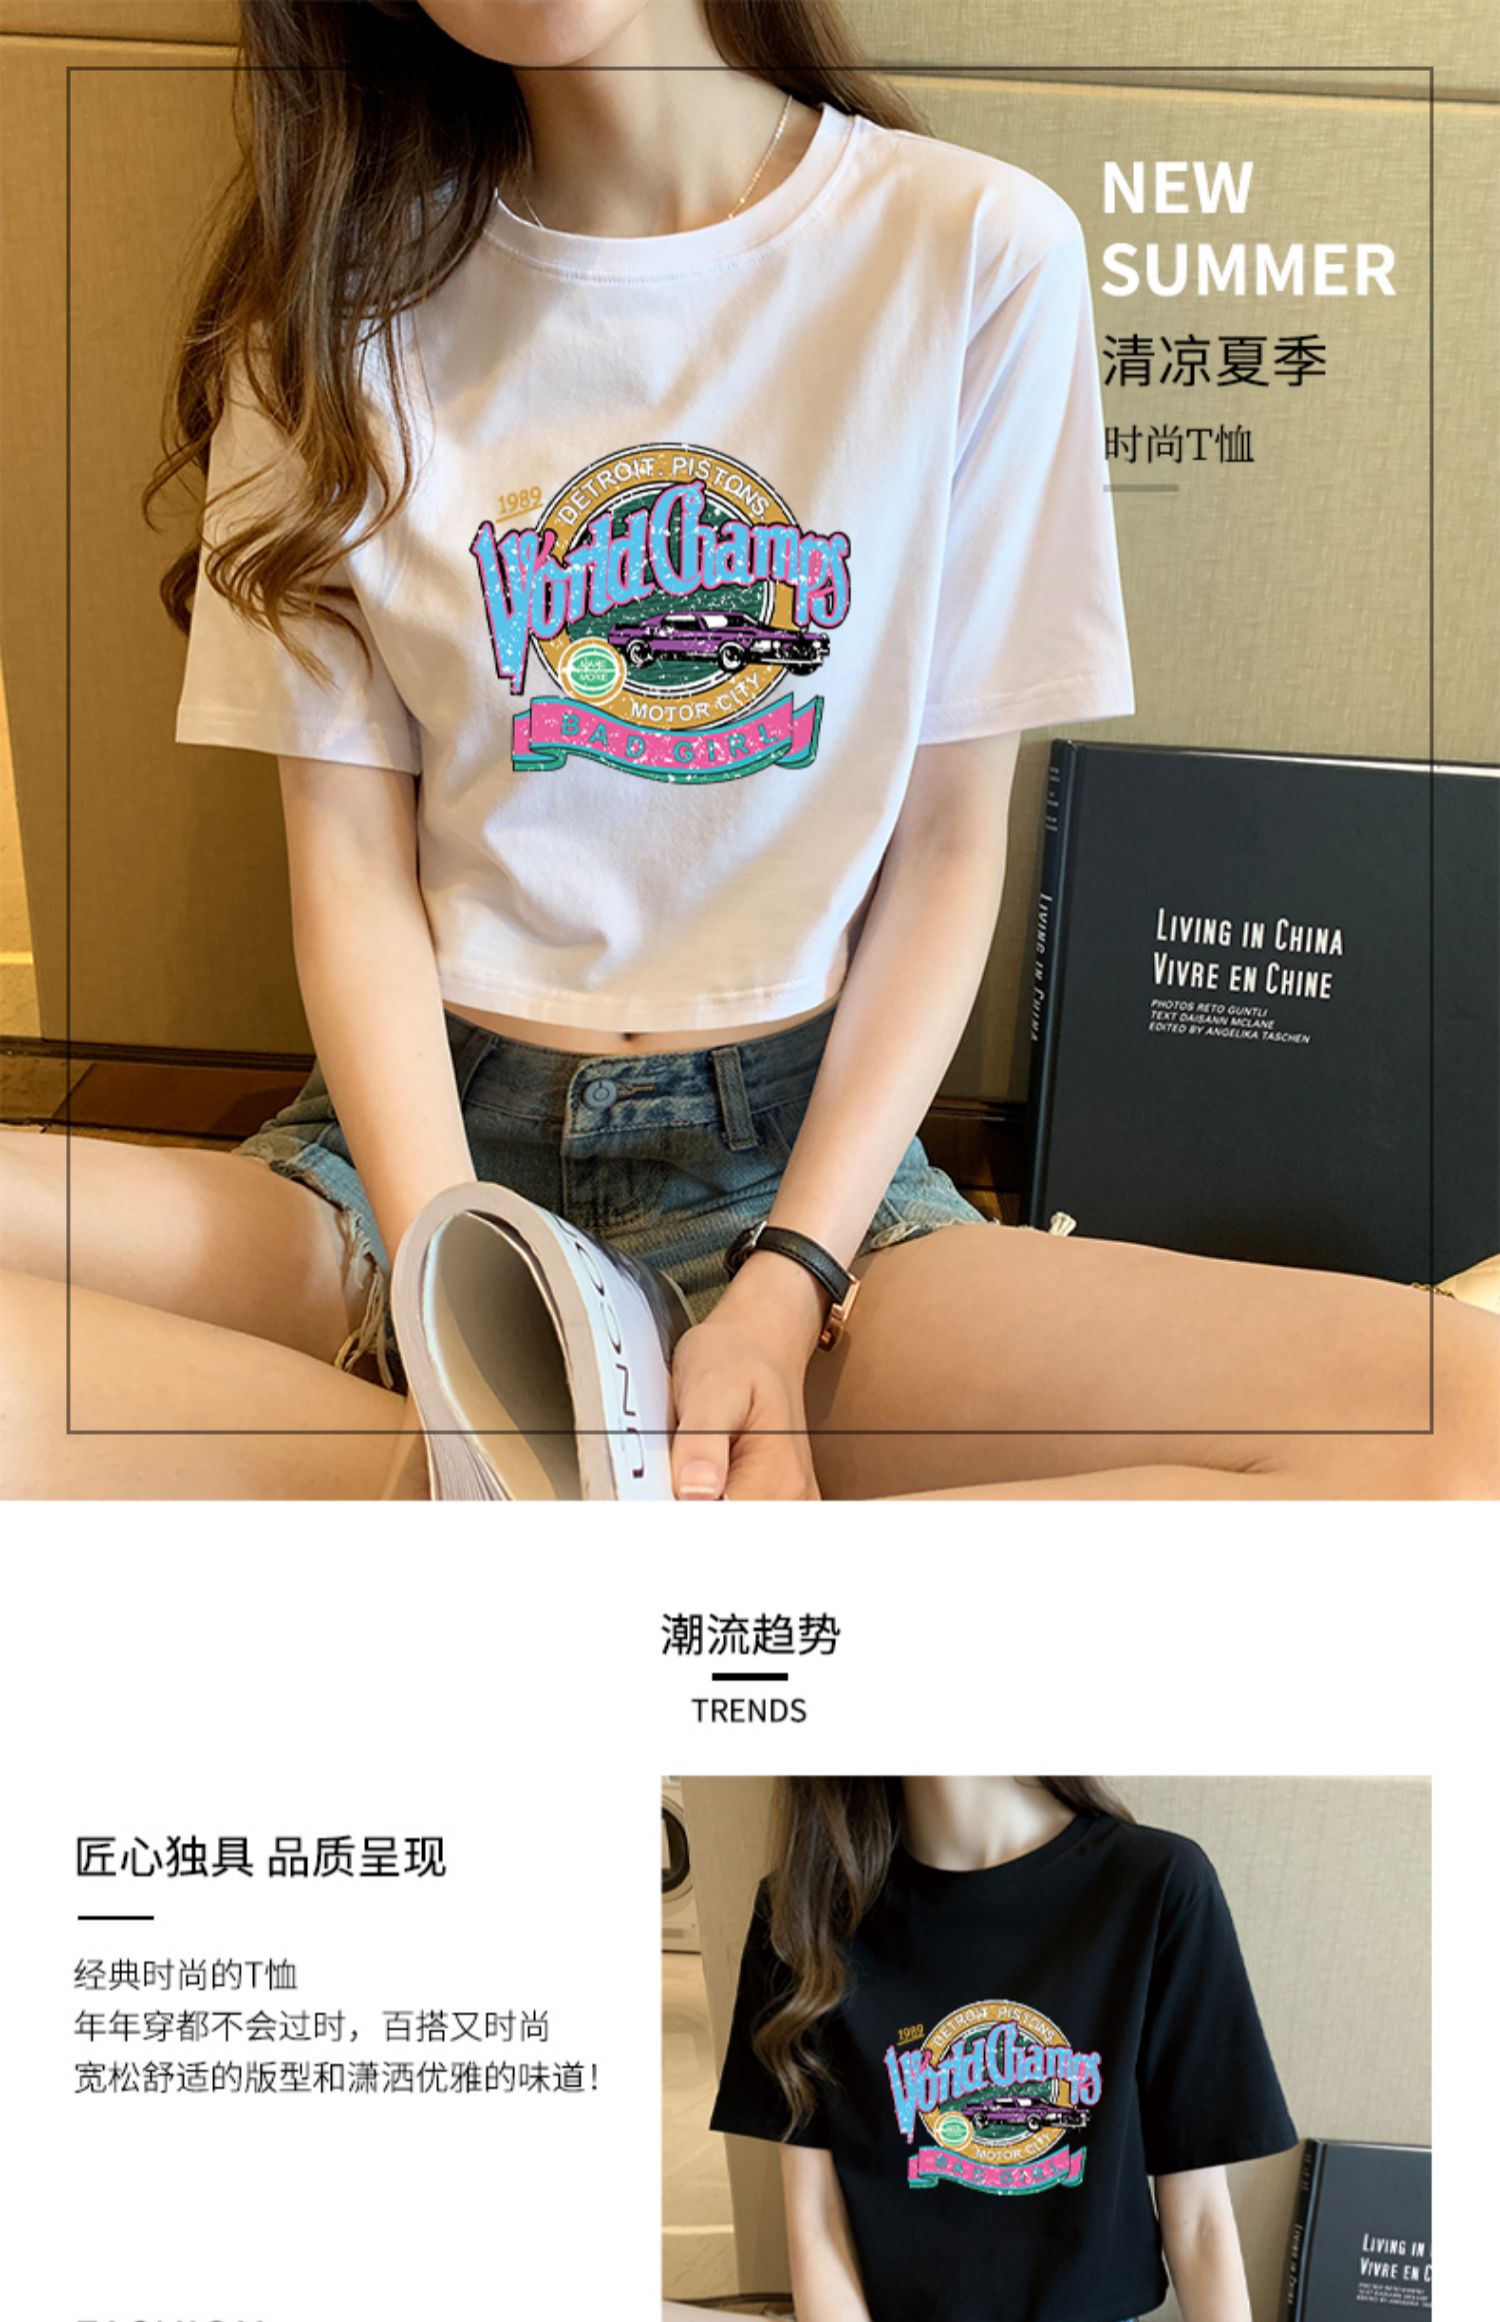 NEW
SUMMER
清凉夏季
时尚T恤
1989
DETROIT PISTONS
World Champs
MOTOR CITY
BAD GIRL
LIVING IN CHINA
VIVRE EN CHINE
PHOTOS RETO GUNTLI
TEXT DAISANN MCLANE
EDITED BY ANGELIKA TASCHEN
LIVING IN CHINA
潮流趋势
TRENDS
匠心独具 品质呈现
经典时尚的T恤
年年穿都不会过时，百搭又时尚
宽松舒适的版型和潇洒优雅的味道！
1989
DETROIT PISTONS
World Champs
MOTOR CITY
BAD GIRL
LIVING IN
VIVRE EN C